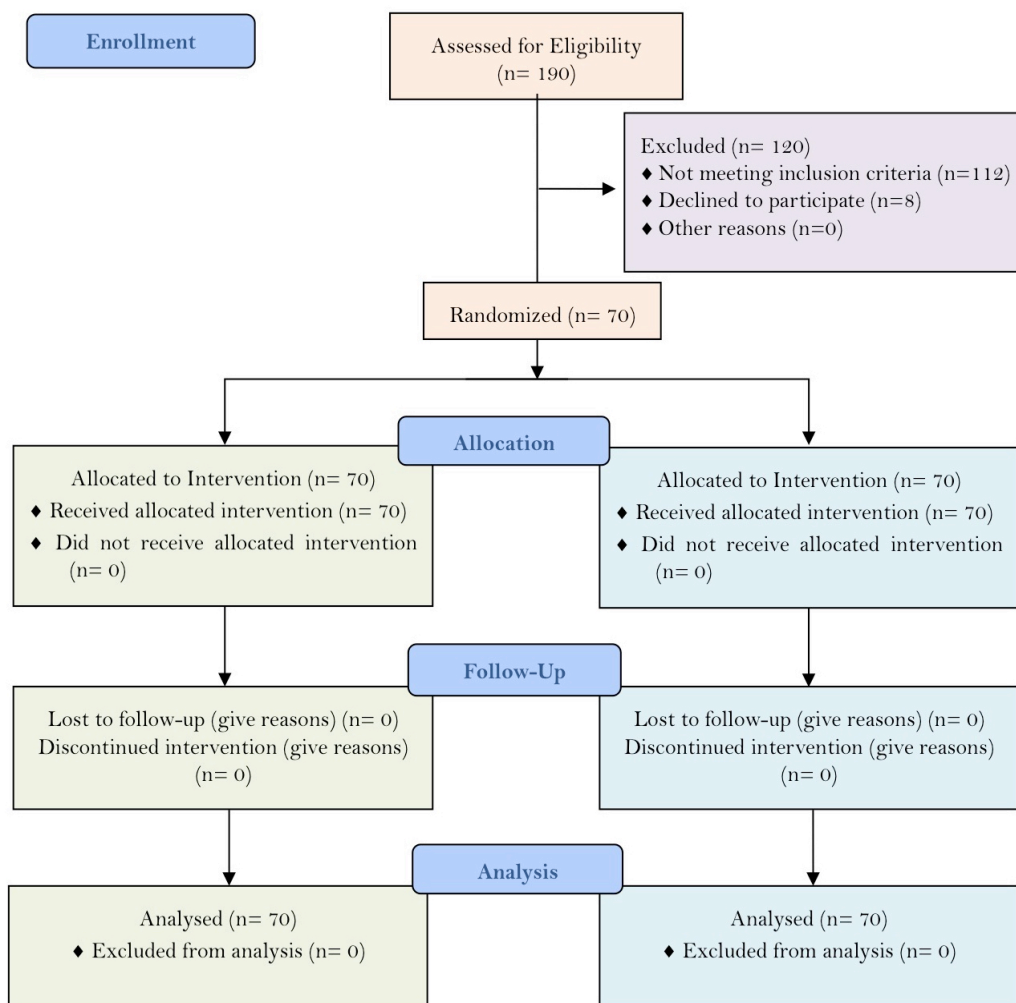 Enrollment
Assessed for Eligibility
(n= 190)
Excluded (n= 120)
♦ Not meeting inclusion criteria (n=112)
♦ Declined to participate (n=8)
♦ Other reasons (n=0)
Randomized (n= 70)
Allocation
Allocated to Intervention (n= 70)
♦ Received allocated intervention (n= 70)
♦ Did not receive allocated intervention
(n= 0)
Allocated to Intervention (n= 70)
♦ Received allocated intervention (n= 70)
♦ Did not receive allocated intervention
(n= 0)
Follow-Up
Lost to follow-up (give reasons) (n= 0)
Discontinued intervention (give reasons)
(n= 0)
Lost to follow-up (give reasons) (n= 0)
Discontinued intervention (give reasons)
(n= 0)
Analysis
Analysed (n= 70)
♦ Excluded from analysis (n= 0)
Analysed (n= 70)
♦ Excluded from analysis (n= 0)